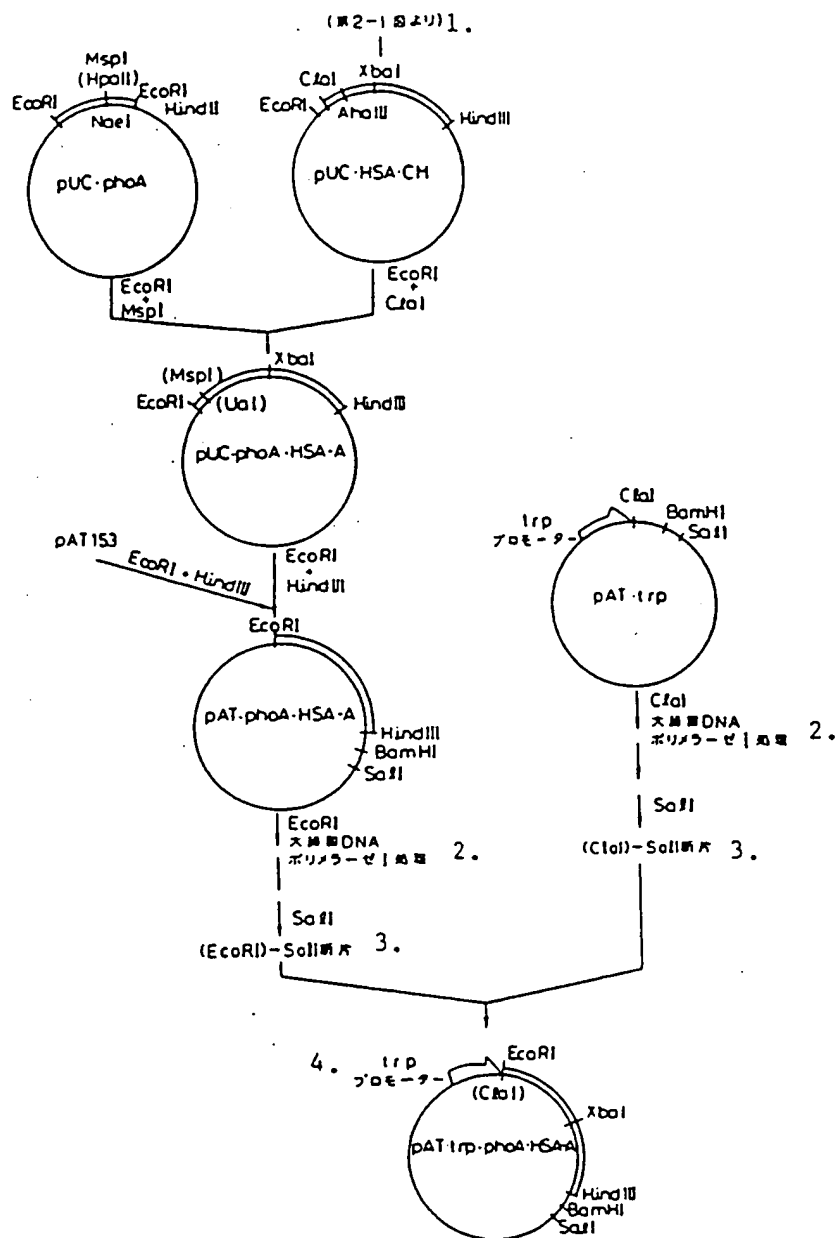 (第2-1図より) 1.
MspI
(HpaII)
EcoRI
EcoRI
HindIII
NaeI
pUC·phoA
XbaI
ClaI
EcoRI
AhaIII
HindIII
pUC·HSA·CH
EcoRI
+
MspI
EcoRI
+
ClaI
XbaI
(MspI)
EcoRI
(UaI)
HindIII
pUC-phoA·HSA-A
pAT153
EcoRI + HindIII
EcoRI
+
HindIII
trp
プロモーター
ClaI
BamHI
SalI
pAT·trp
EcoRI
pAT-phoA-HSA-A
HindIII
BamHI
SalI
ClaI
大腸菌DNA
ポリメラーゼI処理 2.
SalI
(ClaI)-SalI断片 3.
EcoRI
大腸菌DNA
ポリメラーゼI処理 2.
SalI
(EcoRI)-SalI断片 3.
4. trp
プロモーター
EcoRI
(ClaI)
XbaI
pAT·trp·phoA·HSA-A
HindIII
BamHI
SalI